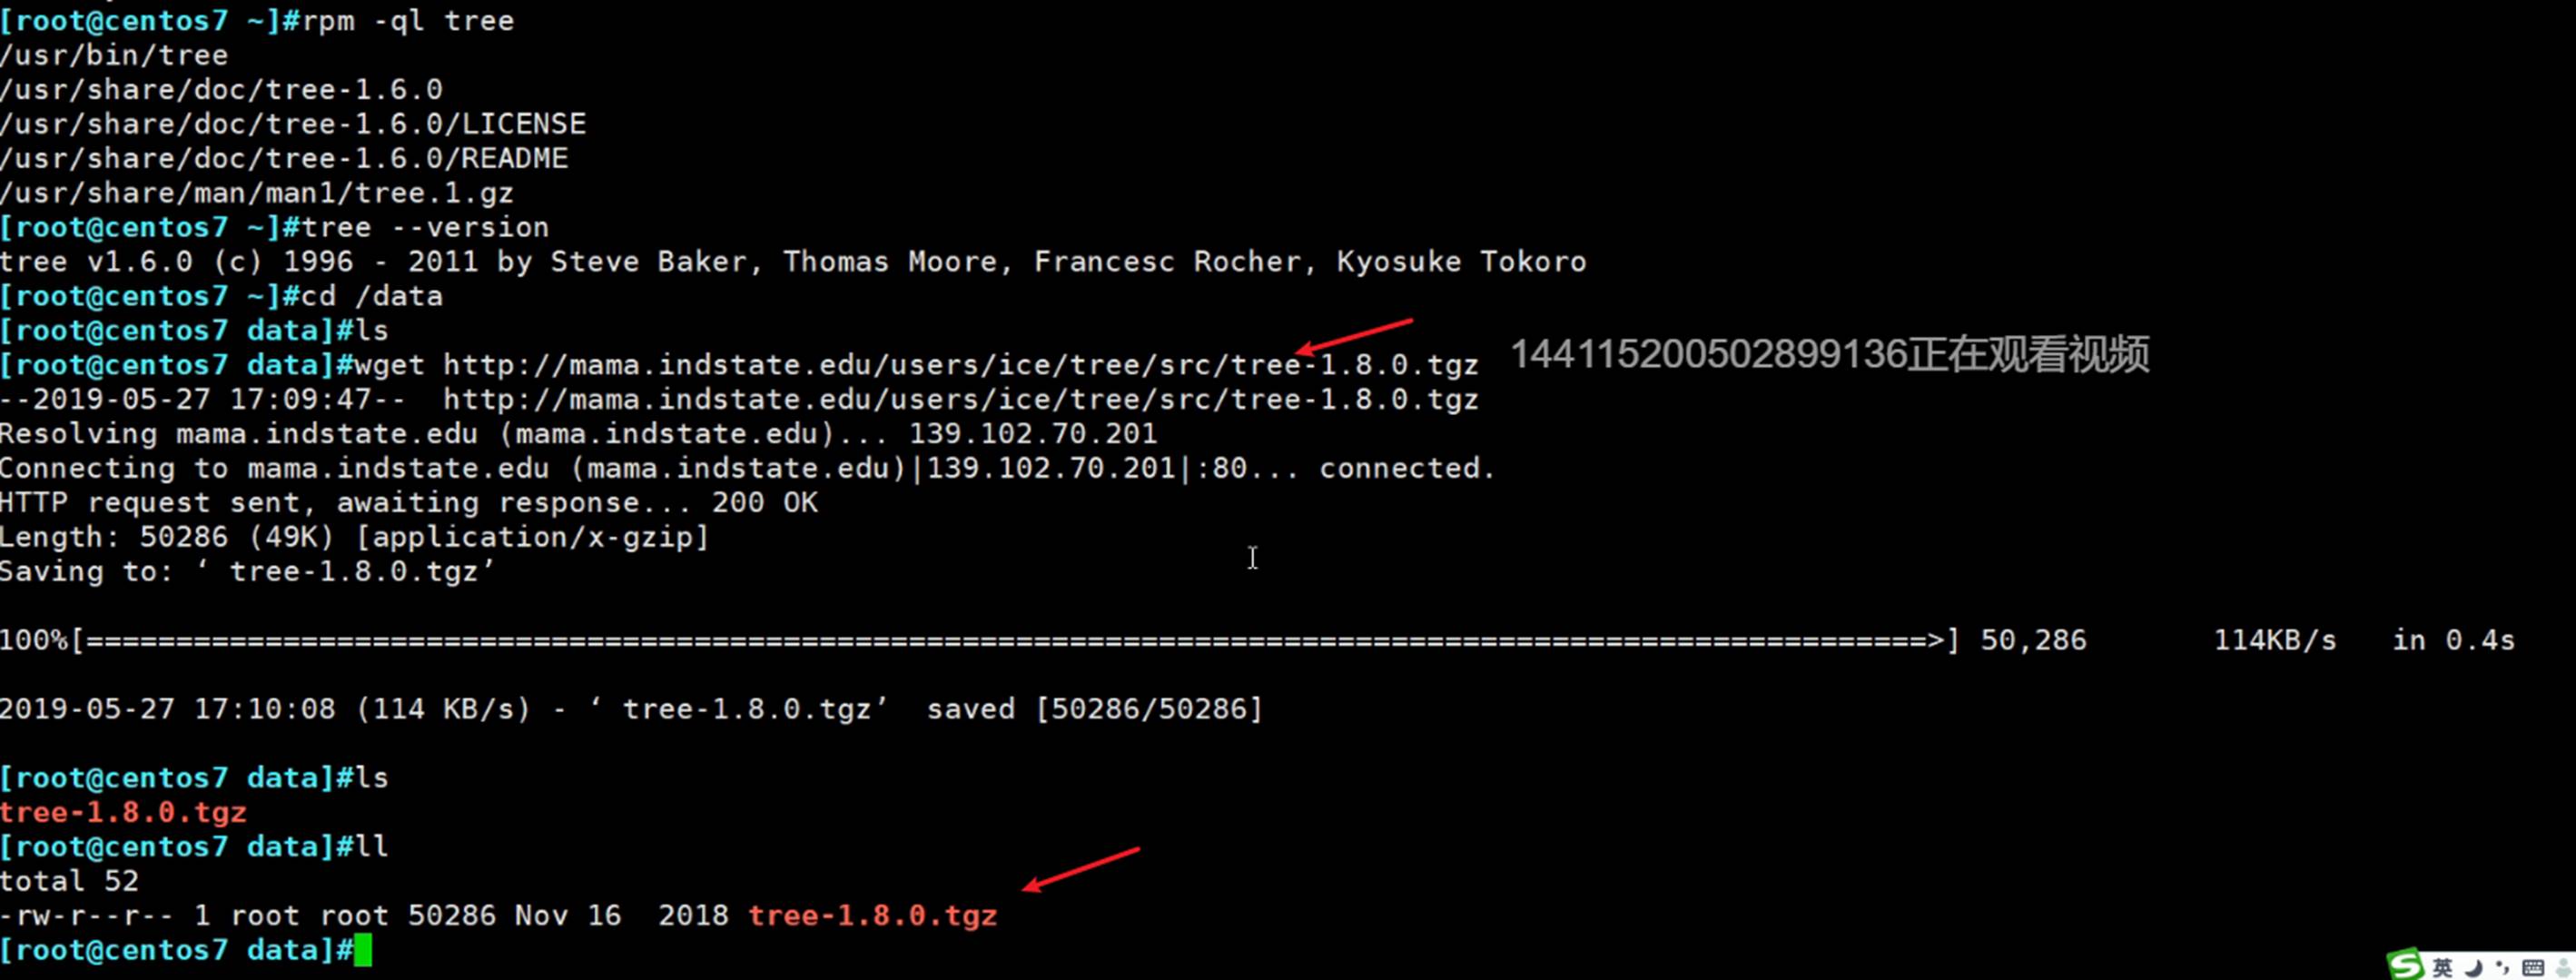 [root@centos7 ~]#rpm -ql tree
/usr/bin/tree
/usr/share/doc/tree-1.6.0
/usr/share/doc/tree-1.6.0/LICENSE
/usr/share/doc/tree-1.6.0/README
/usr/share/man/man1/tree.1.gz
[root@centos7 ~]#tree --version
tree v1.6.0 (c) 1996 - 2011 by Steve Baker, Thomas Moore, Francesc Rocher, Kyosuke Tokoro
[root@centos7 ~]#cd /data
[root@centos7 data]#ls
[root@centos7 data]#wget http://mama.indstate.edu/users/ice/tree/src/tree-1.8.0.tgz
144115200502899136正在观看视频
--2019-05-27 17:09:47--  http://mama.indstate.edu/users/ice/tree/src/tree-1.8.0.tgz
Resolving mama.indstate.edu (mama.indstate.edu)... 139.102.70.201
Connecting to mama.indstate.edu (mama.indstate.edu)|139.102.70.201|:80... connected.
HTTP request sent, awaiting response... 200 OK
Length: 50286 (49K) [application/x-gzip]
Saving to: ‘ tree-1.8.0.tgz’
100%[=======================================================================================================>] 50,286       114KB/s   in 0.4s
2019-05-27 17:10:08 (114 KB/s) - ‘ tree-1.8.0.tgz’  saved [50286/50286]
[root@centos7 data]#ls
tree-1.8.0.tgz
[root@centos7 data]#ll
total 52
-rw-r--r-- 1 root root 50286 Nov 16  2018 tree-1.8.0.tgz
[root@centos7 data]#
S 英